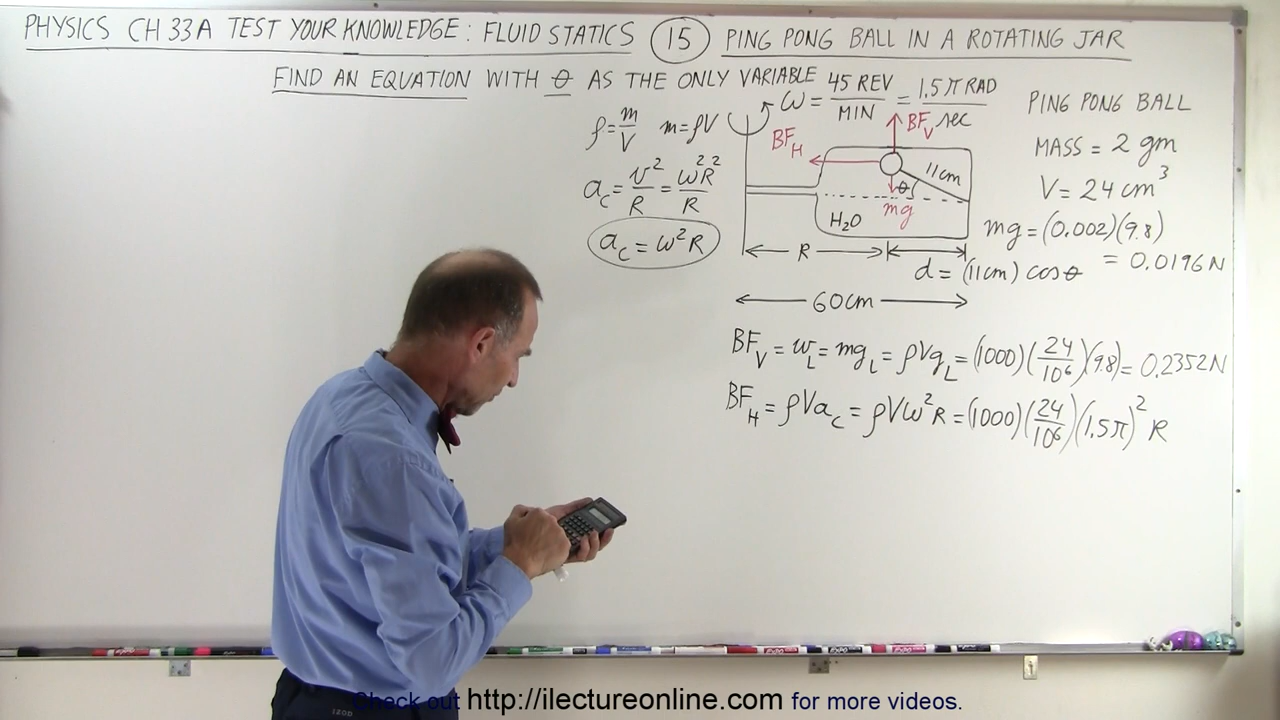 PHYSICS CH 33A TEST YOUR KNOWLEDGE: FLUID STATICS (15) PING PONG BALL IN A ROTATING JAR
FIND AN EQUATION WITH θ AS THE ONLY VARIABLE
ω = 45 REV / MIN = 1.5π RAD / sec
ρ = m/V m = ρV
a_c = v²/R = ω²R²/R
a_c = ω²R
BF_H
BF_V
11cm
θ
mg
H₂O
R
d = (11cm) cosθ
60cm
PING PONG BALL
MASS = 2 gm
V = 24 cm³
mg = (0.002)(9.8)
= 0.0196 N
BF_V = w_L = mg_L = ρVg_L = (1000)(24/10⁶)(9.8) = 0.2352N
BF_H = ρVa_c = ρVω²R = (1000)(24/10⁶)(1.5π)² R
EXPO
IZOD
Check out http://ilectureonline.com for more videos.